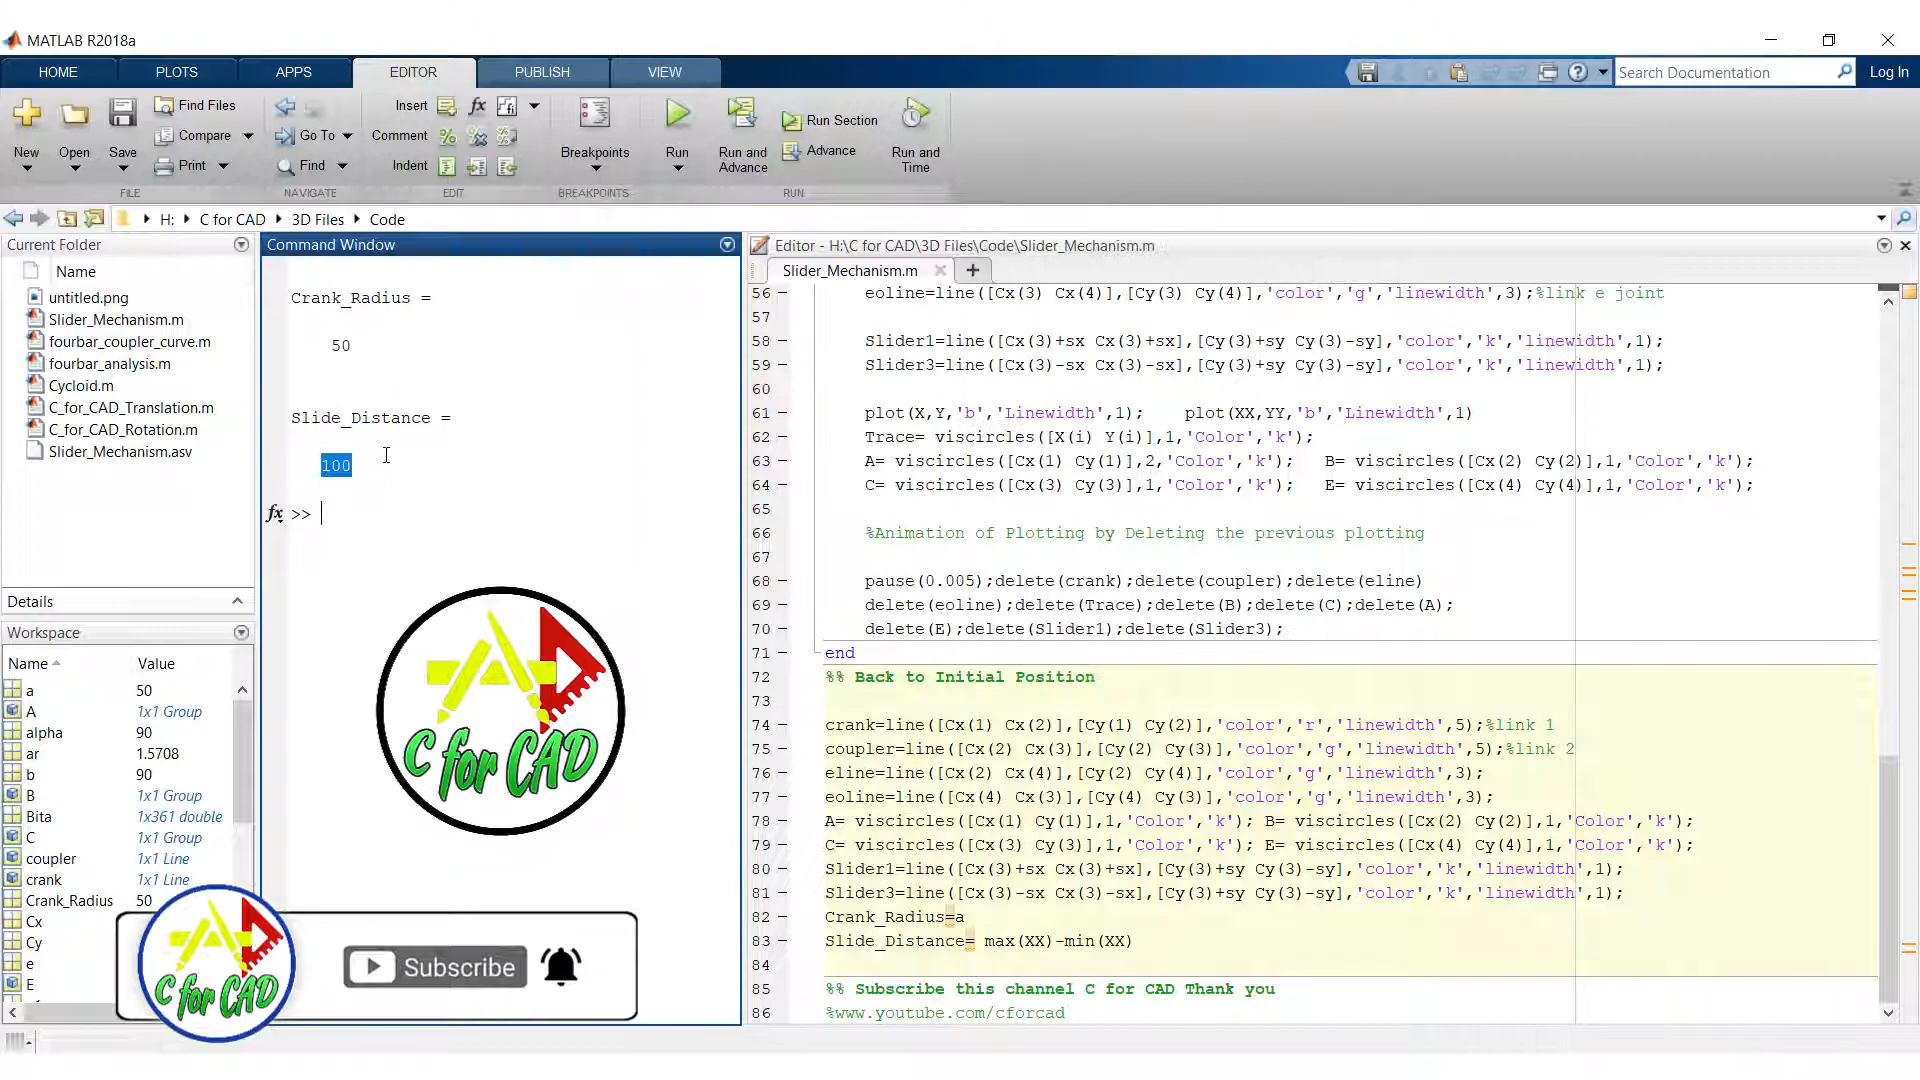 MATLAB R2018a
HOME PLOTS APPS EDITOR PUBLISH VIEW
Search Documentation
Log In
New
Open
Save
Find Files
Compare
Print
FILE
Go To
Find
NAVIGATE
Insert
Comment
Indent
EDIT
Breakpoints
BREAKPOINTS
Run
Run and Advance
Run Section
Advance
Run and Time
RUN
H: C for CAD 3D Files Code
Current Folder
Name
untitled.png
Slider_Mechanism.m
fourbar_coupler_curve.m
fourbar_analysis.m
Cycloid.m
C_for_CAD_Translation.m
C_for_CAD_Rotation.m
Slider_Mechanism.asv
Details
Workspace
Name Value
a 50
A 1x1 Group
alpha 90
ar 1.5708
b 90
B 1x1 Group
Bita 1x361 double
C 1x1 Group
coupler 1x1 Line
crank 1x1 Line
Crank_Radius 50
Cx
Cy
e
E
Command Window
Crank_Radius =
50
Slide_Distance =
100
fx >>
C for CAD
C for CAD
Subscribe
Editor - H:\C for CAD\3D Files\Code\Slider_Mechanism.m
Slider_Mechanism.m
56 eoline=line([Cx(3) Cx(4)],[Cy(3) Cy(4)],'color','g','linewidth',3);%link e joint
57
58 Slider1=line([Cx(3)+sx Cx(3)+sx],[Cy(3)+sy Cy(3)-sy],'color','k','linewidth',1);
59 Slider3=line([Cx(3)-sx Cx(3)-sx],[Cy(3)+sy Cy(3)-sy],'color','k','linewidth',1);
60
61 plot(X,Y,'b','Linewidth',1); plot(XX,YY,'b','Linewidth',1)
62 Trace= viscircles([X(i) Y(i)],1,'Color','k');
63 A= viscircles([Cx(1) Cy(1)],2,'Color','k'); B= viscircles([Cx(2) Cy(2)],1,'Color','k');
64 C= viscircles([Cx(3) Cy(3)],1,'Color','k'); E= viscircles([Cx(4) Cy(4)],1,'Color','k');
65
66 %Animation of Plotting by Deleting the previous plotting
67
68 pause(0.005);delete(crank);delete(coupler);delete(eline)
69 delete(eoline);delete(Trace);delete(B);delete(C);delete(A);
70 delete(E);delete(Slider1);delete(Slider3);
71 end
72 %% Back to Initial Position
73
74 crank=line([Cx(1) Cx(2)],[Cy(1) Cy(2)],'color','r','linewidth',5);%link 1
75 coupler=line([Cx(2) Cx(3)],[Cy(2) Cy(3)],'color','g','linewidth',5);%link 2
76 eline=line([Cx(2) Cx(4)],[Cy(2) Cy(4)],'color','g','linewidth',3);
77 eoline=line([Cx(4) Cx(3)],[Cy(4) Cy(3)],'color','g','linewidth',3);
78 A= viscircles([Cx(1) Cy(1)],1,'Color','k'); B= viscircles([Cx(2) Cy(2)],1,'Color','k');
79 C= viscircles([Cx(3) Cy(3)],1,'Color','k'); E= viscircles([Cx(4) Cy(4)],1,'Color','k');
80 Slider1=line([Cx(3)+sx Cx(3)+sx],[Cy(3)+sy Cy(3)-sy],'color','k','linewidth',1);
81 Slider3=line([Cx(3)-sx Cx(3)-sx],[Cy(3)+sy Cy(3)-sy],'color','k','linewidth',1);
82 Crank_Radius=a
83 Slide_Distance= max(XX)-min(XX)
84
85 %% Subscribe this channel C for CAD Thank you
86 %www.youtube.com/cforcad